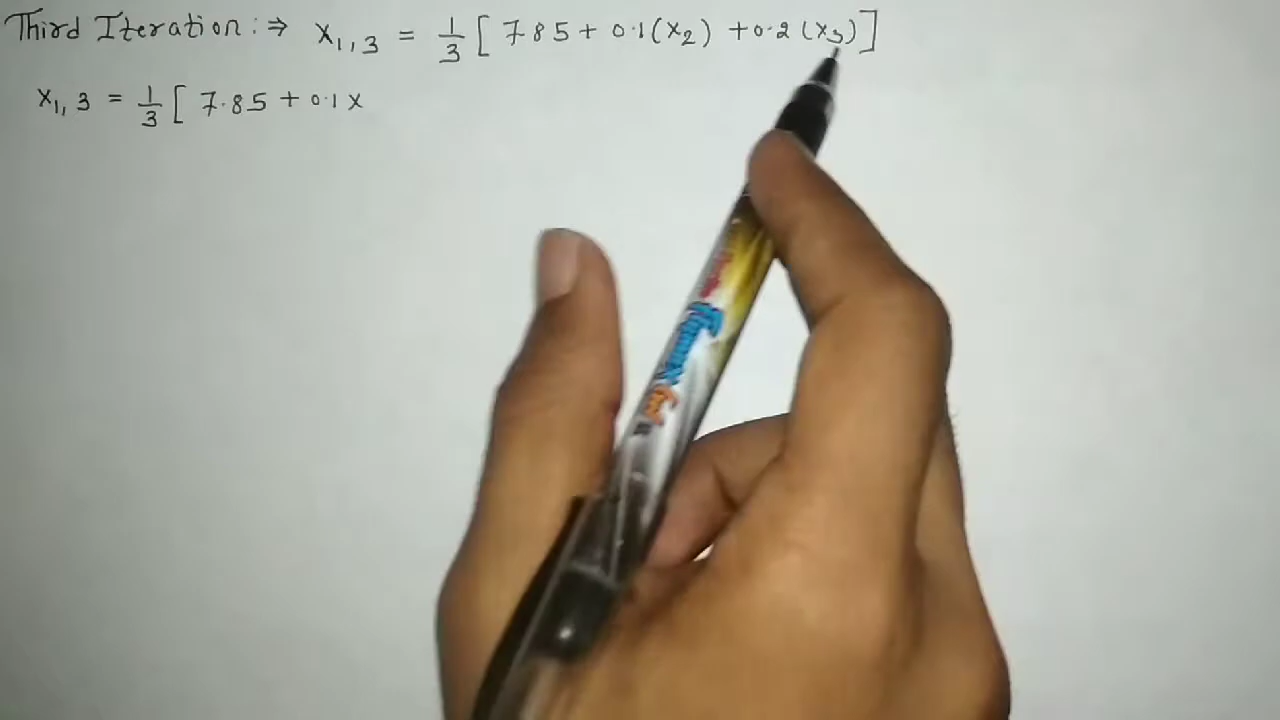 Third Iteration :⇒ x₁,₃ = 1/3 [ 7.85 + 0.1(x₂) + 0.2 (x₃) ]
x₁,₃ = 1/3 [ 7.85 + 0.1 x